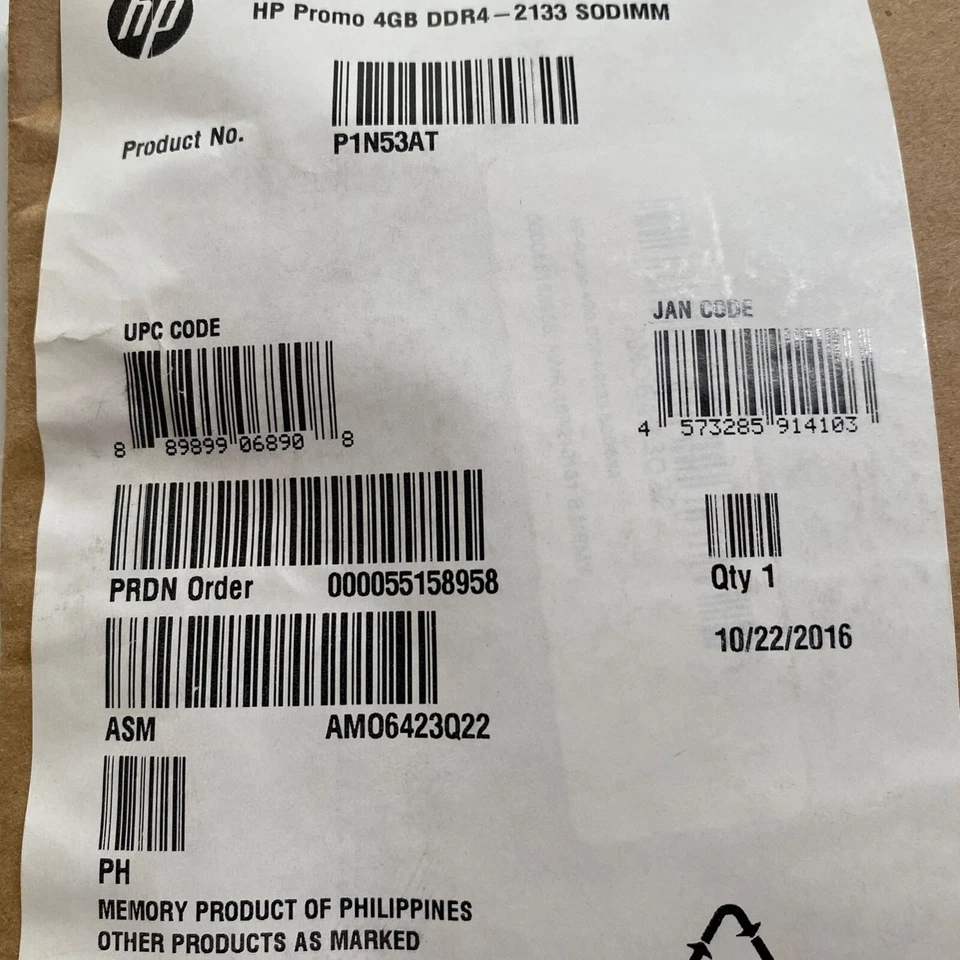 hp
HP Promo 4GB DDR4-2133 SODIMM
Product No.
P1N53AT
UPC CODE
8 89899 06890 8
JAN CODE
4 573285 914103
PRDN Order 000055158958
Qty 1
10/22/2016
ASM AMO6423Q22
PH
MEMORY PRODUCT OF PHILIPPINES
OTHER PRODUCTS AS MARKED